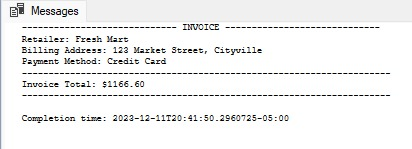 Messages
------------------------------- INVOICE -------------------------------
Retailer: Fresh Mart
Billing Address: 123 Market Street, Cityville
Payment Method: Credit Card
-------------------------------------------------------------------------
Invoice Total: $1166.60
-------------------------------------------------------------------------
Completion time: 2023-12-11T20:41:50.2960725-05:00